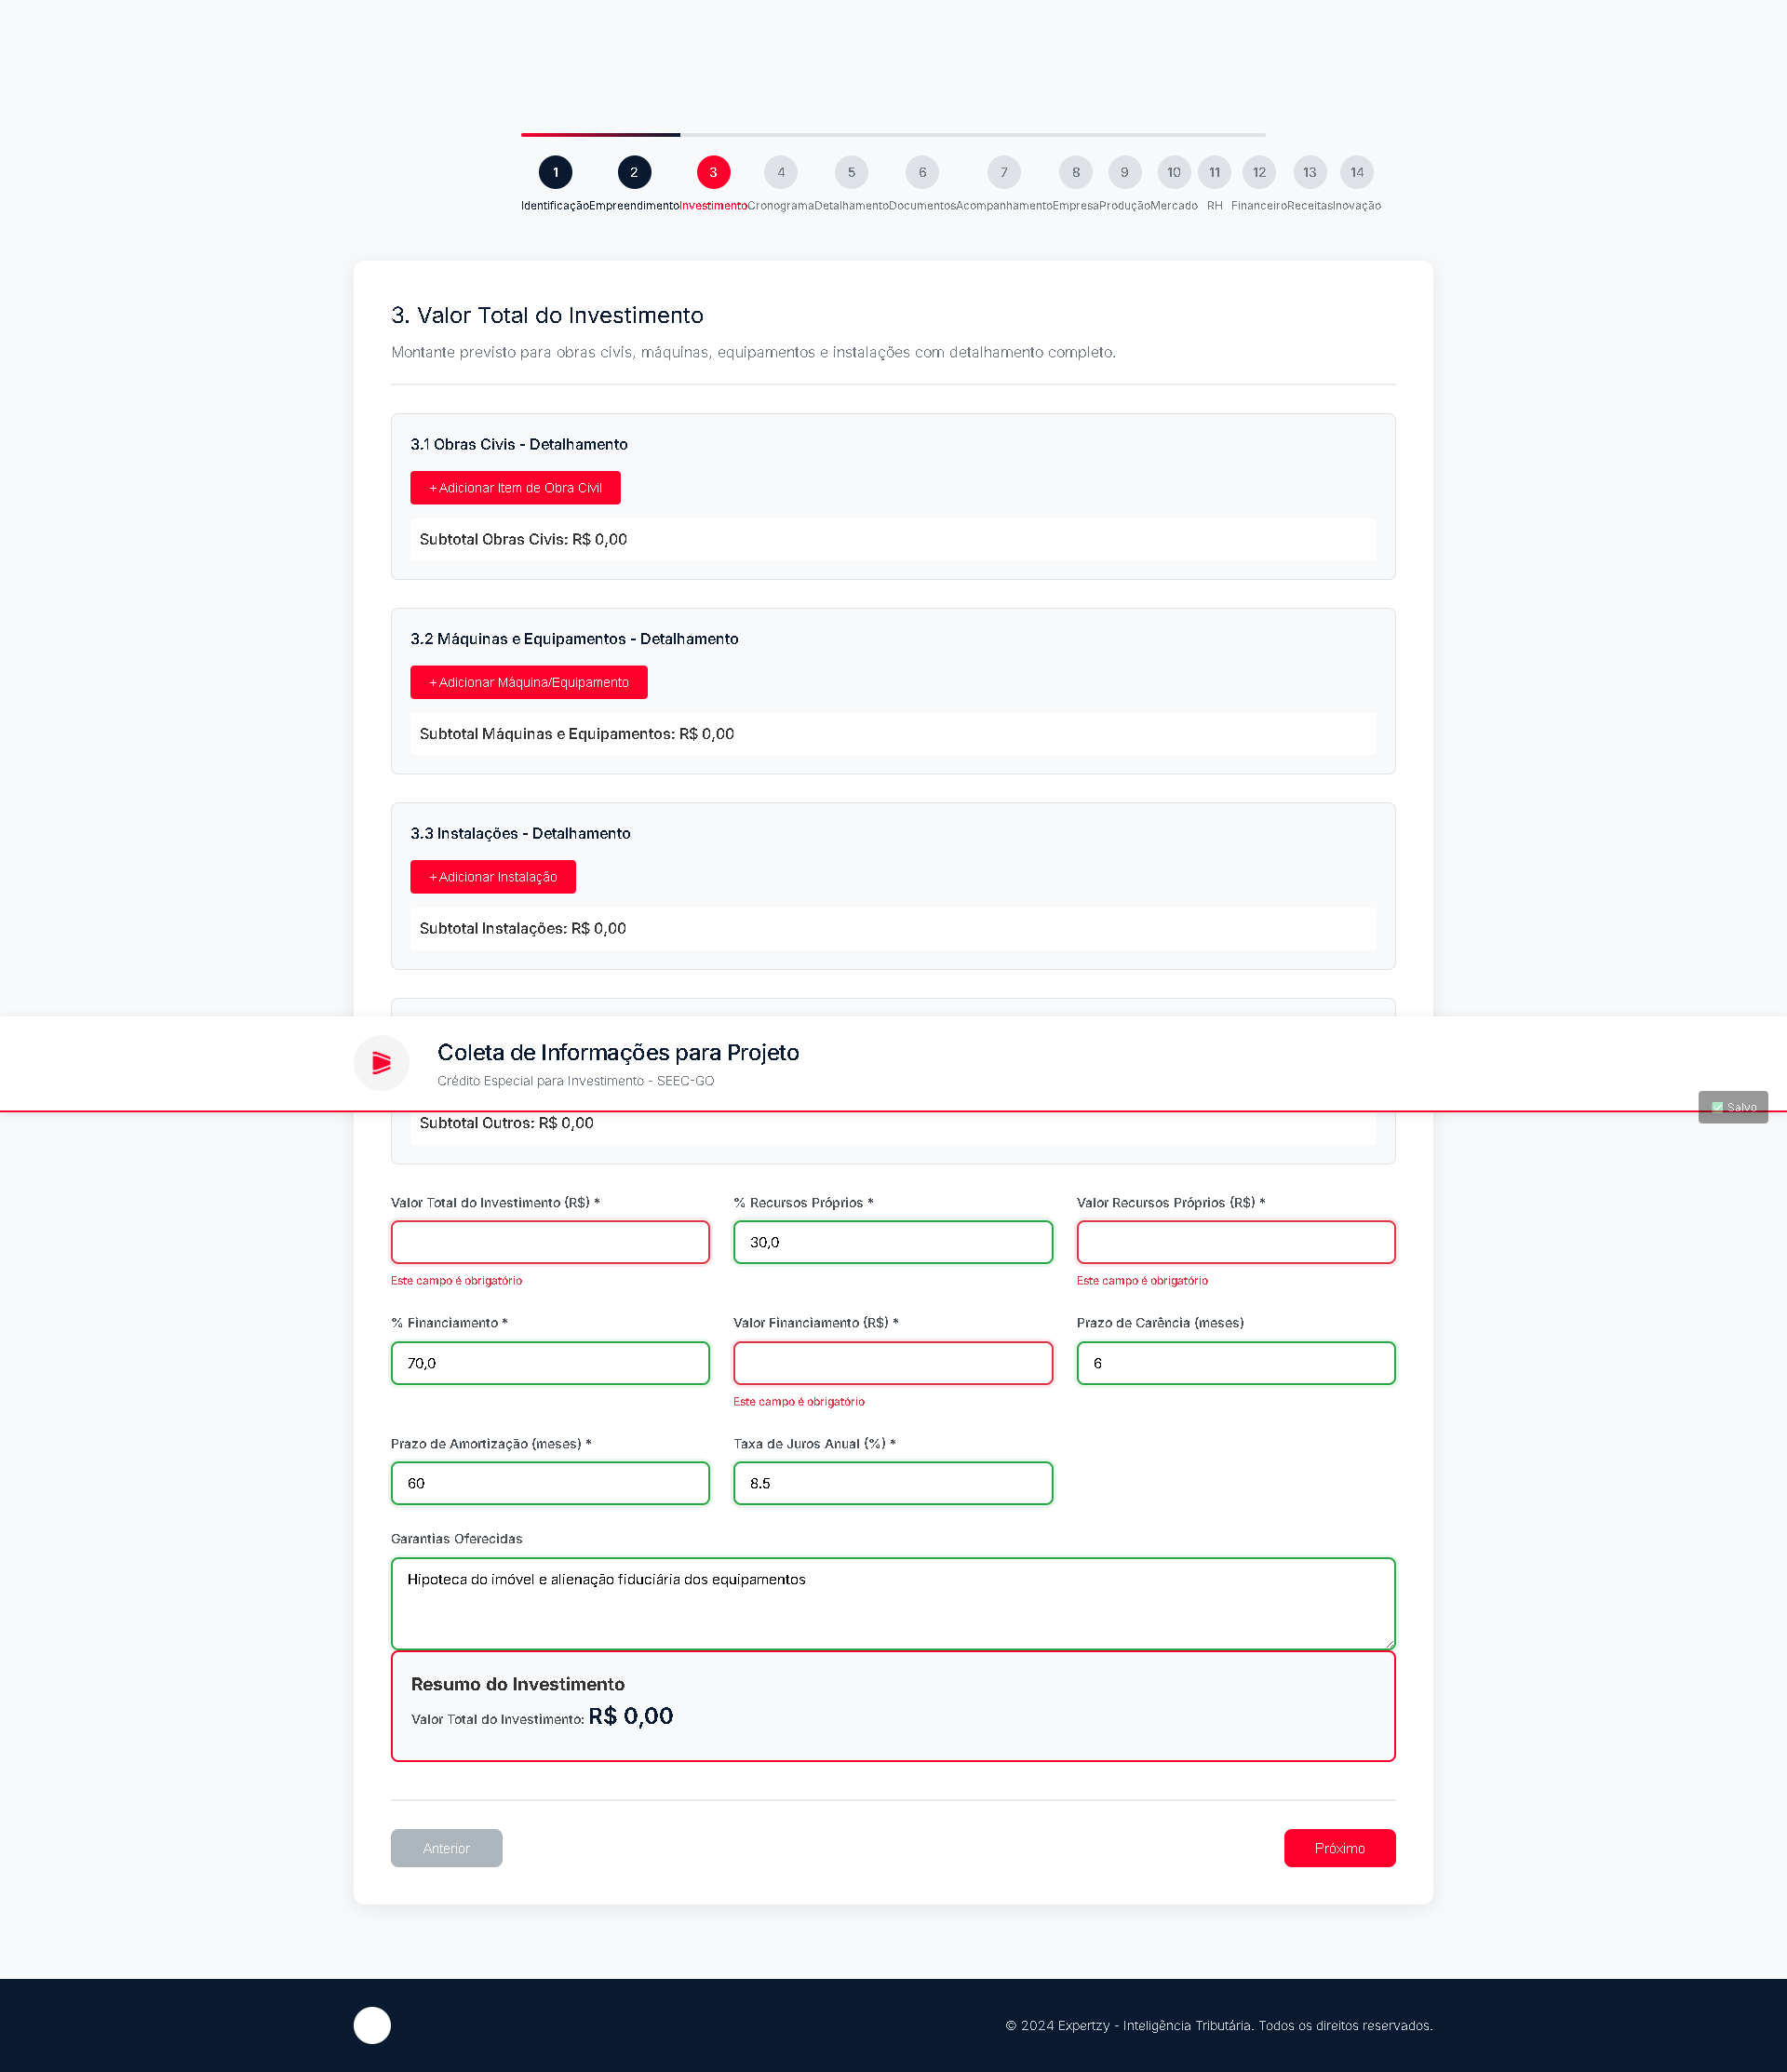 1 2 3 4 5 6 7 8 9 10 11 12 13 14
Identificação Empreendimento Investimento Cronograma Detalhamento Documentos Acompanhamento Empresa Produção Mercado RH Financeiro Receitas Inovação
3. Valor Total do Investimento
Montante previsto para obras civis, máquinas, equipamentos e instalações com detalhamento completo.
3.1 Obras Civis - Detalhamento
+ Adicionar Item de Obra Civil
Subtotal Obras Civis: R$ 0,00
3.2 Máquinas e Equipamentos - Detalhamento
+ Adicionar Máquina/Equipamento
Subtotal Máquinas e Equipamentos: R$ 0,00
3.3 Instalações - Detalhamento
+ Adicionar Instalação
Subtotal Instalações: R$ 0,00
Coleta de Informações para Projeto
Crédito Especial para Investimento - SEEC-GO
✅ Salvo
Subtotal Outros: R$ 0,00
Valor Total do Investimento (R$) * % Recursos Próprios * Valor Recursos Próprios (R$) *
30,0
Este campo é obrigatório Este campo é obrigatório
% Financiamento * Valor Financiamento (R$) * Prazo de Carência (meses)
70,0 6
Este campo é obrigatório
Prazo de Amortização (meses) * Taxa de Juros Anual (%) *
60 8.5
Garantias Oferecidas
Hipoteca do imóvel e alienação fiduciária dos equipamentos
Resumo do Investimento
Valor Total do Investimento: R$ 0,00
Anterior Próximo
© 2024 Expertzy - Inteligência Tributária. Todos os direitos reservados.